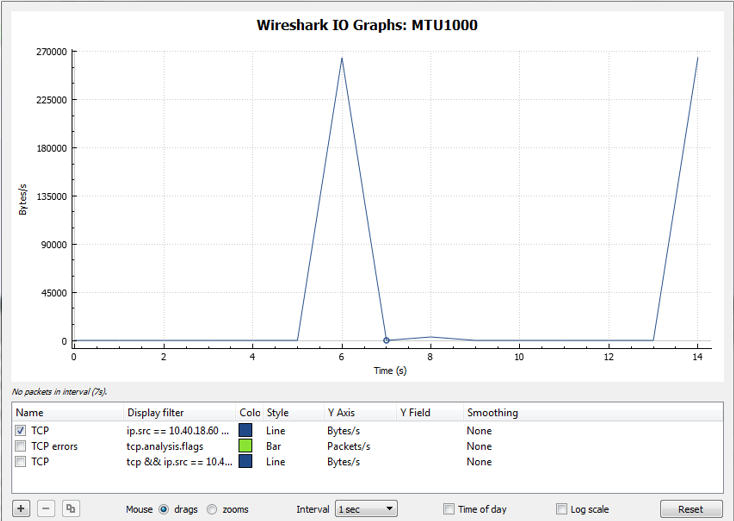 Wireshark IO Graphs: MTU1000
270000
225000
180000
135000
90000
45000
0
Bytes/s
0 2 4 6 8 10 12 14
Time (s)
No packets in interval (7s).
Name Display filter Colo Style Y Axis Y Field Smoothing
TCP ip.src == 10.40.18.60 ... Line Bytes/s None
TCP errors tcp.analysis.flags Bar Packets/s None
TCP tcp && ip.src == 10.4... Line Bytes/s None
+ − Mouse drags zooms Interval 1 sec Time of day Log scale Reset